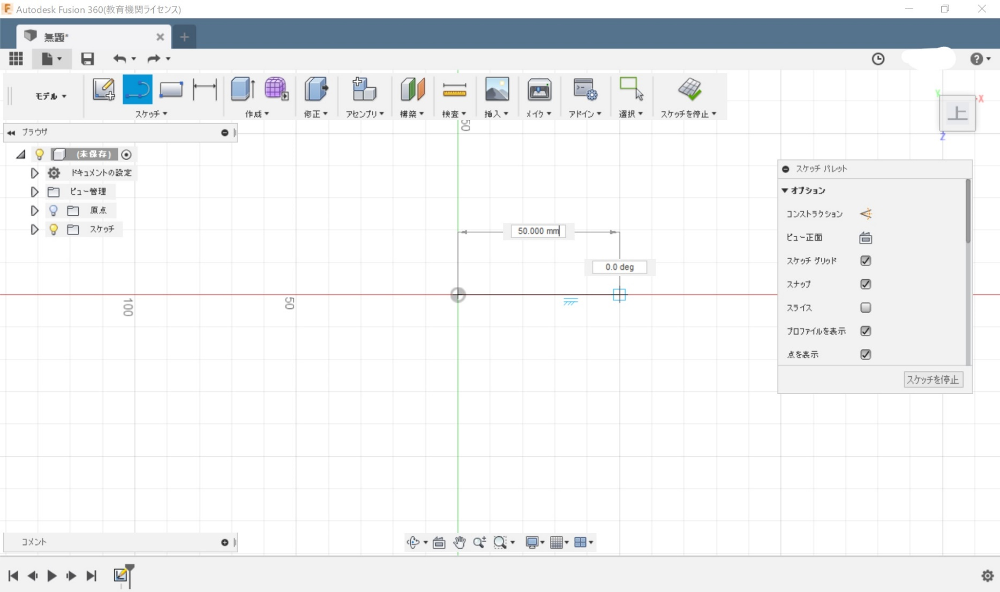 Autodesk Fusion 360(教育機関ライセンス)
無題*
モデル
スケッチ
作成
修正
アセンブリ
構築
検査
挿入
メイク
アドイン
選択
スケッチを停止
ブラウザ
(未保存)
ドキュメントの設定
ビュー管理
原点
スケッチ
50
Y
X
上
Z
スケッチ パレット
オプション
コンストラクション
ビュー正面
スケッチ グリッド
スナップ
スライス
プロファイルを表示
点を表示
スケッチを停止
50.000 mm
0.0 deg
100
50
コメント